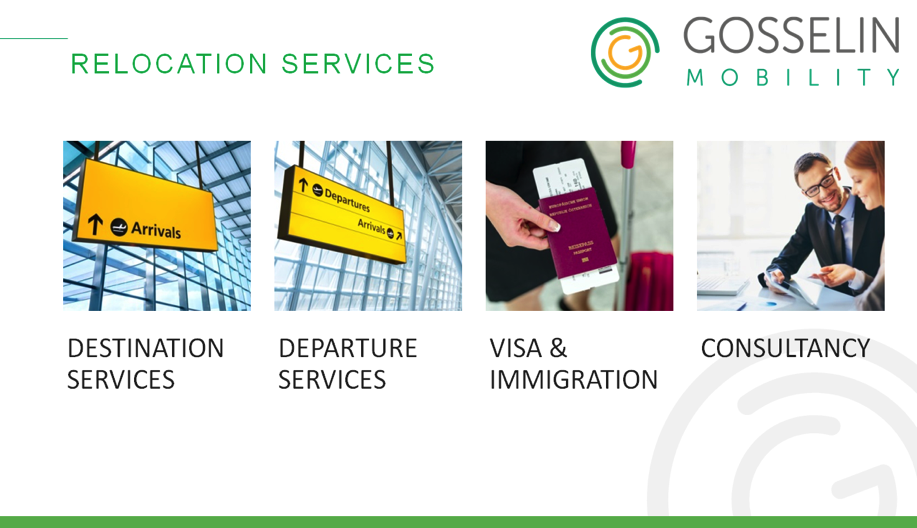 RELOCATION SERVICES
GOSSELIN
MOBILITY
Arrivals
Departures
Arrivals
DESTINATION
SERVICES
DEPARTURE
SERVICES
VISA &
IMMIGRATION
CONSULTANCY